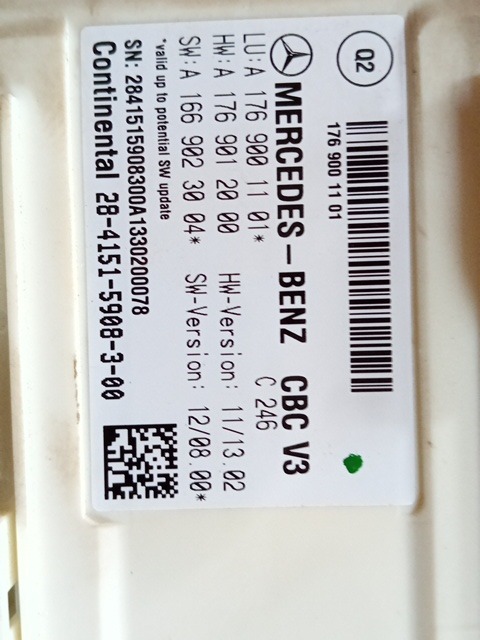 Q2
176 900 11 01
MERCEDES-BENZ CBC V3
C 246
LU: A 176 900 11 01*
HW: A 176 901 20 00 HW-Version: 11/13.02
SW: A 166 902 30 04* SW-Version: 12/08.00*
*valid up to potential SW update
SN: 2841515908300A1330200078
Continental 28-4151-5908-3-00